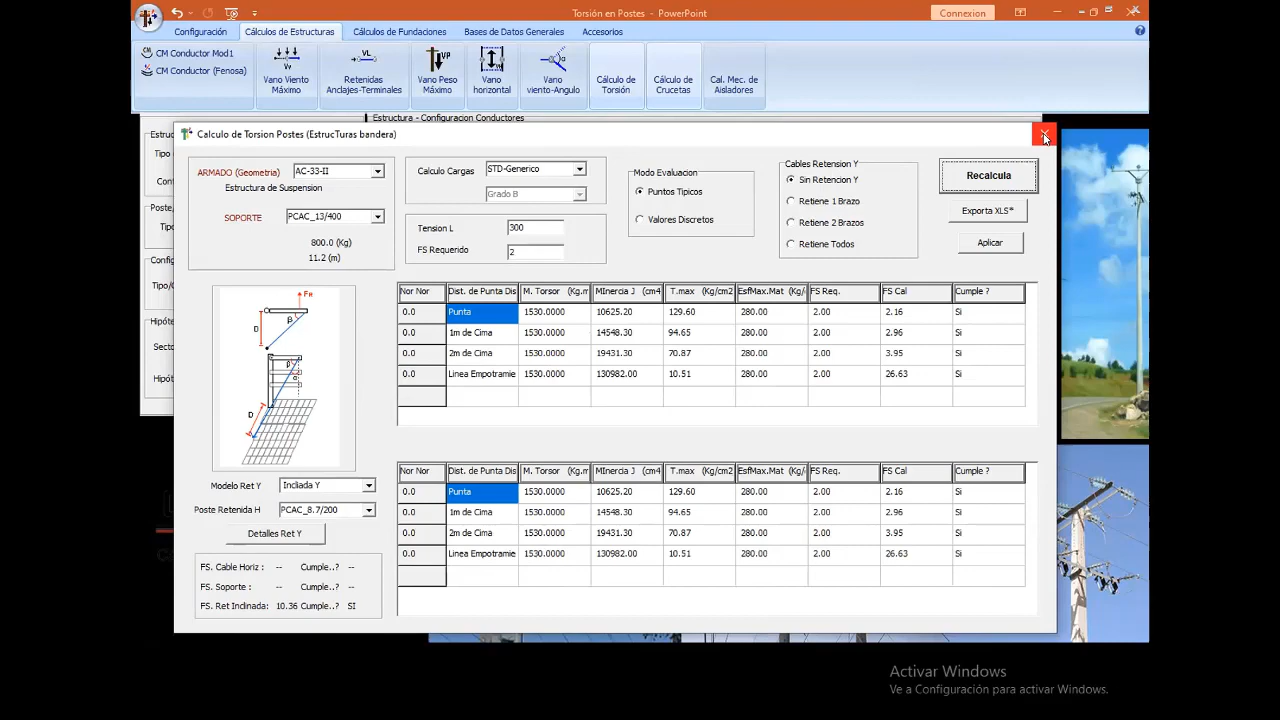 Torsión en Postes - PowerPoint
Connexion
Configuración
Cálculos de Estructuras
Cálculos de Fundaciones
Bases de Datos Generales
Accesorios
CM Conductor Mod1
CM Conductor (Fenosa)
Vano Viento Máximo
Retenidas Anclajes-Terminales
Vano Peso Máximo
Vano horizontal
Vano viento-Angulo
Cálculo de Torsión
Cálculo de Crucetas
Cal. Mec. de Aisladores
Estructura - Configuracion Conductores
Calculo de Torsion Postes (EstrucTuras bandera)
ARMADO (Geometria) AC-33-II
Estructura de Suspension
SOPORTE PCAC_13/400
800.0 (Kg)
11.2 (m)
Calculo Cargas STD-Generico
Grado B
Tension L 300
FS Requerido 2
Modo Evaluacion
Puntos Tipicos
Valores Discretos
Cables Retension Y
Sin Retencion Y
Retiene 1 Brazo
Retiene 2 Brazos
Retiene Todos
Recalcula
Exporta XLS*
Aplicar
Nor Nor Dist. de Punta Dis M. Torsor (Kg.m MInercia J (cm4 T.max (Kg/cm2 EsfMax.Mat (Kg/ FS Req. FS Cal Cumple ?
0.0 Punta 1530.0000 10625.20 129.60 280.00 2.00 2.16 Si
0.0 1m de Cima 1530.0000 14548.30 94.65 280.00 2.00 2.96 Si
0.0 2m de Cima 1530.0000 19431.30 70.87 280.00 2.00 3.95 Si
0.0 Linea Empotramie 1530.0000 130982.00 10.51 280.00 2.00 26.63 Si
Nor Nor Dist. de Punta Dis M. Torsor (Kg.m MInercia J (cm4 T.max (Kg/cm2 EsfMax.Mat (Kg/ FS Req. FS Cal Cumple ?
0.0 Punta 1530.0000 10625.20 129.60 280.00 2.00 2.16 Si
0.0 1m de Cima 1530.0000 14548.30 94.65 280.00 2.00 2.96 Si
0.0 2m de Cima 1530.0000 19431.30 70.87 280.00 2.00 3.95 Si
0.0 Linea Empotramie 1530.0000 130982.00 10.51 280.00 2.00 26.63 Si
FR
D
β
D
Modelo Ret Y Incliada Y
Poste Retenida H PCAC_8.7/200
Detalles Ret Y
FS. Cable Horiz : -- Cumple..? --
FS. Soporte : -- Cumple..? --
FS. Ret Inclinada: 10.36 Cumple..? SI
Activar Windows
Ve a Configuración para activar Windows.